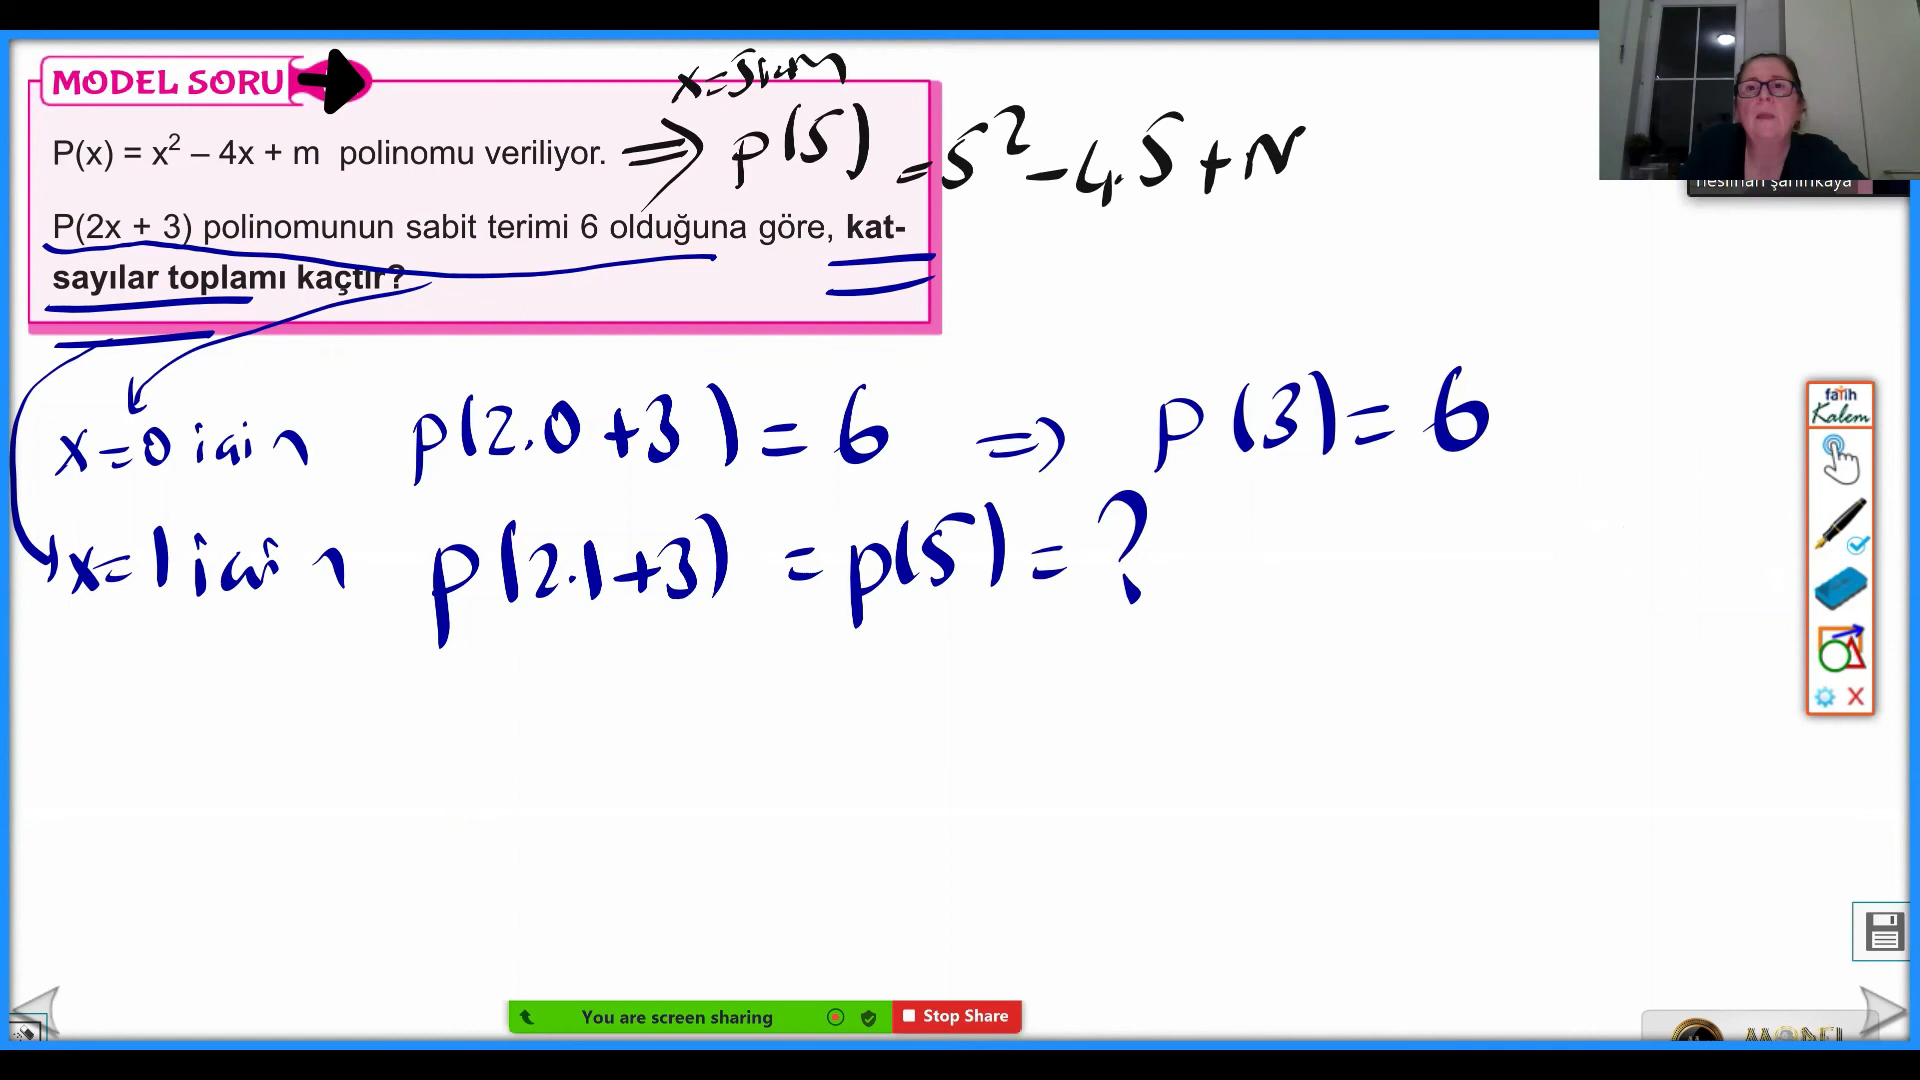 MODEL SORU
x=5 için
P(x) = x² – 4x + m polinomu veriliyor. ⇒ p(5) = 5² – 4.5 + m
P(2x + 3) polinomunun sabit terimi 6 olduğuna göre, kat-
sayılar toplamı kaçtır?
x=0 için p(2.0+3) = 6 ⇒ p(3) = 6
x=1 için p(2.1+3) = p(5) = ?
fatih
Kalem
You are screen sharing
Stop Share
MODEL